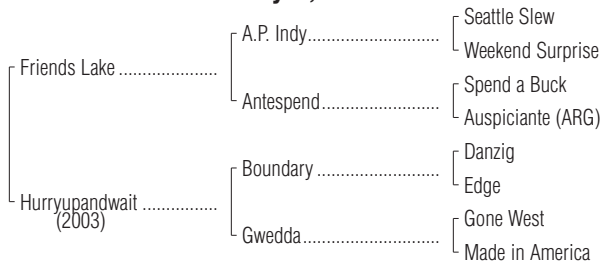 Seattle Slew
A.P. Indy
Weekend Surprise
Friends Lake
Spend a Buck
Antespend
Auspiciante (ARG)
Danzig
Boundary
Edge
Hurryupandwait
(2003)
Gone West
Gwedda
Made in America